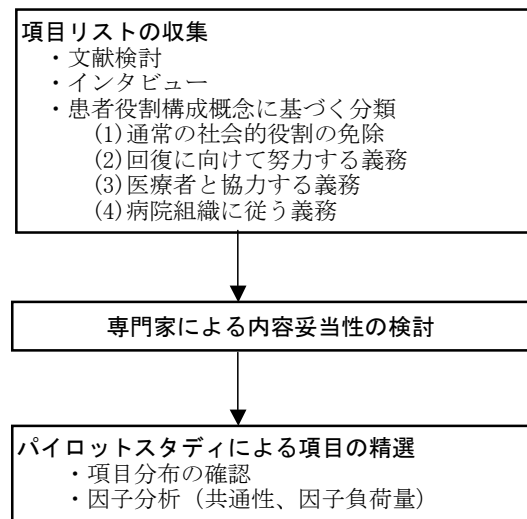 項目リストの収集
・文献検討
・インタビュー
・患者役割構成概念に基づく分類
(1)通常の社会的役割の免除
(2)回復に向けて努力する義務
(3)医療者と協力する義務
(4)病院組織に従う義務
専門家による内容妥当性の検討
パイロットスタディによる項目の精選
・項目分布の確認
・因子分析（共通性、因子負荷量）